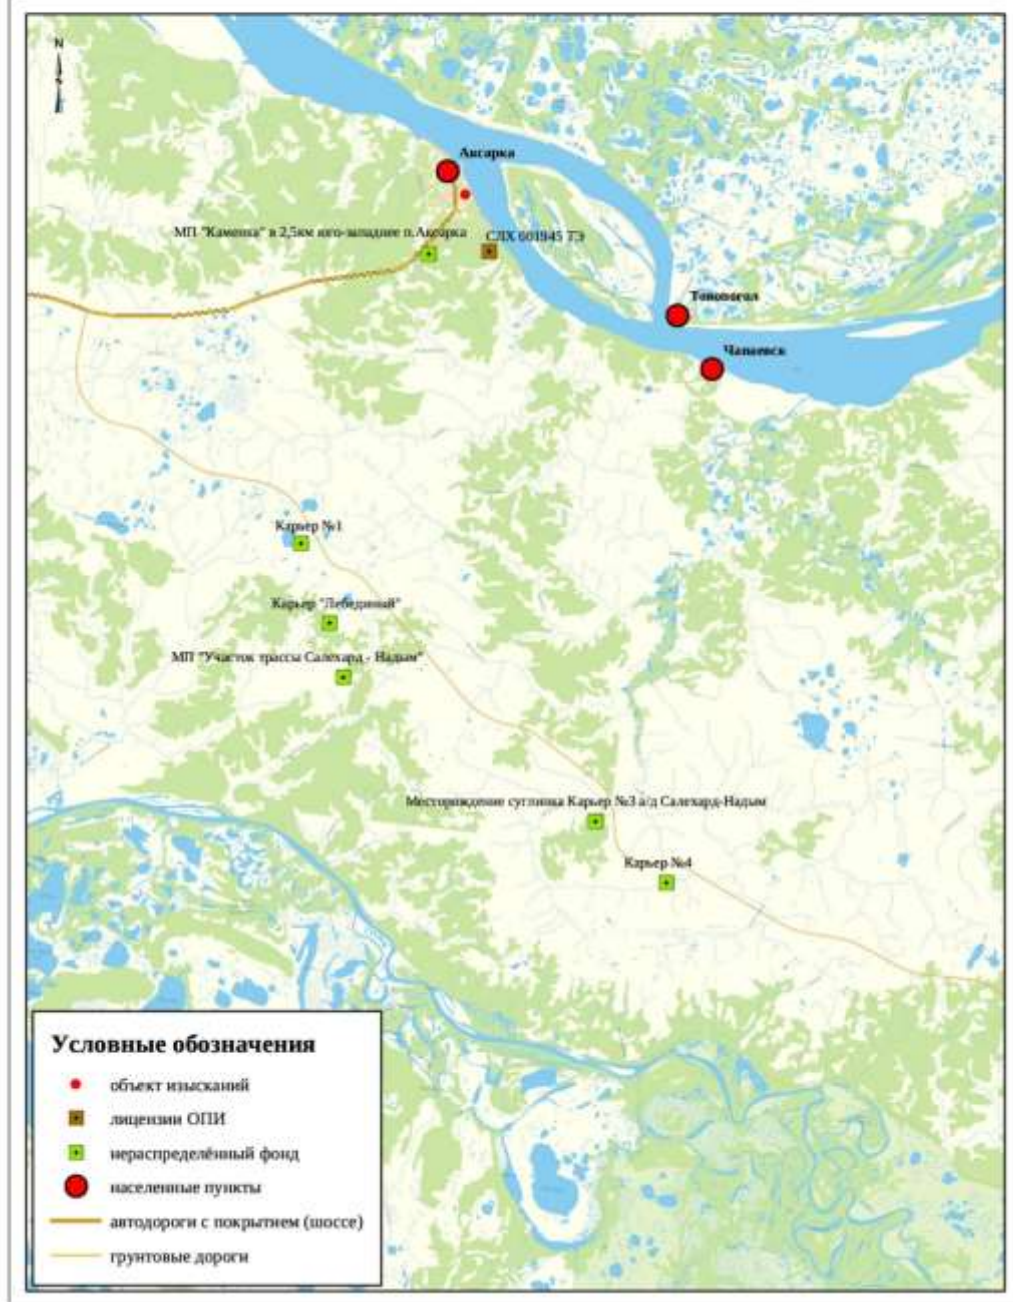 N
Аксарка
МП "Каменка" в 2,5км юго-западнее п.Аксарка
СЛХ 601945 ТЭ
Товопогол
Чапаевск
Карьер №1
Карьер "Лебединый"
МП "Участок трассы Салехард - Надым"
Месторождение суглинка Карьер №3 а/д Салехард-Надым
Карьер №4
Условные обозначения
объект изысканий
лицензии ОПИ
нераспределённый фонд
населенные пункты
автодороги с покрытием (шоссе)
грунтовые дороги